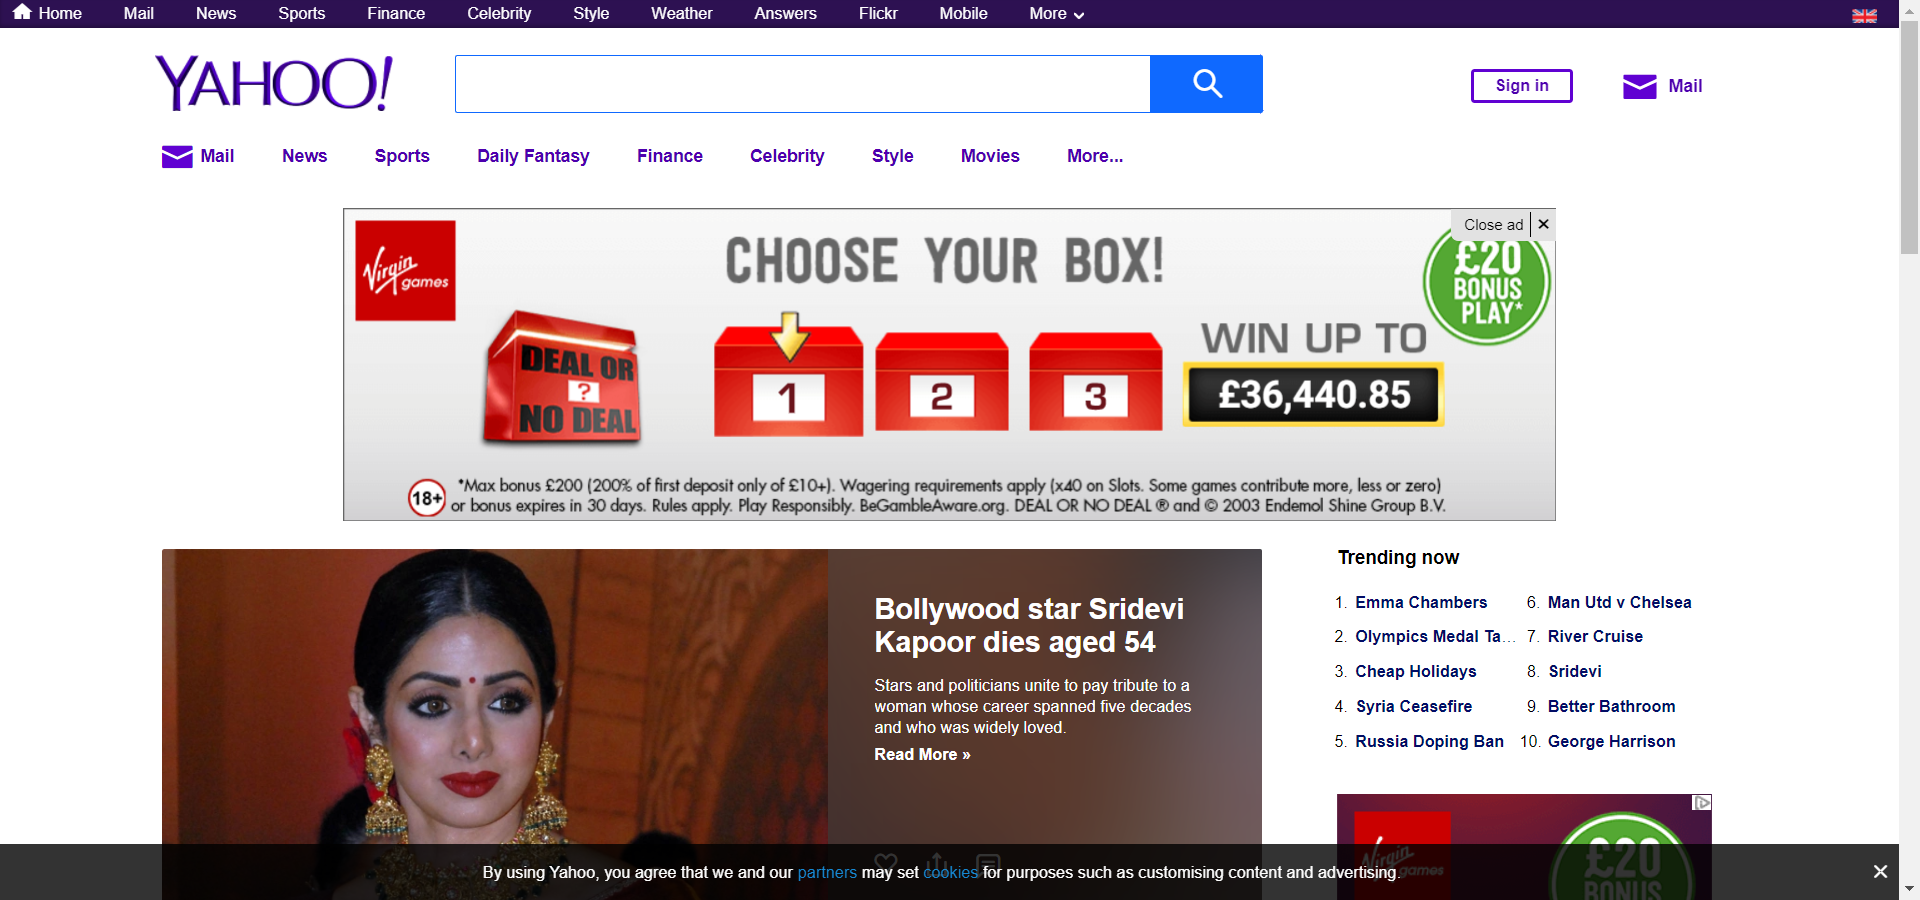 Home Mail News Sports Finance Celebrity Style Weather Answers Flickr Mobile More
YAHOO!
Sign in
Mail
Mail News Sports Daily Fantasy Finance Celebrity Style Movies More...
Close ad ×
Virgin games
CHOOSE YOUR BOX!
£20
BONUS
PLAY*
DEAL OR
?
NO DEAL
1 2 3
WIN UP TO
£36,440.85
18+
*Max bonus £200 (200% of first deposit only of £10+). Wagering requirements apply (x40 on Slots. Some games contribute more, less or zero)
or bonus expires in 30 days. Rules apply. Play Responsibly. BeGambleAware.org. DEAL OR NO DEAL ® and © 2003 Endemol Shine Group B.V.
Bollywood star Sridevi
Kapoor dies aged 54
Stars and politicians unite to pay tribute to a
woman whose career spanned five decades
and who was widely loved.
Read More »
Trending now
1. Emma Chambers
2. Olympics Medal Ta...
3. Cheap Holidays
4. Syria Ceasefire
5. Russia Doping Ban
6. Man Utd v Chelsea
7. River Cruise
8. Sridevi
9. Better Bathroom
10. George Harrison
Virgin games
£20
BONUS
By using Yahoo, you agree that we and our partners may set cookies for purposes such as customising content and advertising.